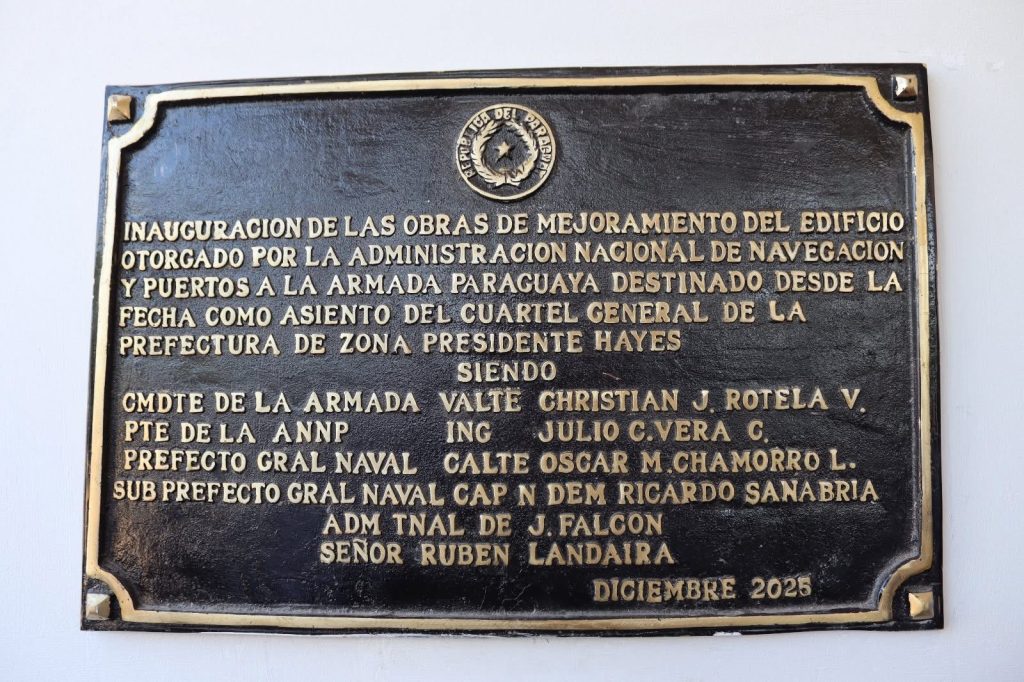 REPUBLICA DEL PARAGUAY
INAUGURACION DE LAS OBRAS DE MEJORAMIENTO DEL EDIFICIO
OTORGADO POR LA ADMINISTRACION NACIONAL DE NAVEGACION
Y PUERTOS A LA ARMADA PARAGUAYA DESTINADO DESDE LA
FECHA COMO ASIENTO DEL CUARTEL GENERAL DE LA
PREFECTURA DE ZONA PRESIDENTE HAYES
SIENDO
CMDTE DE LA ARMADA VALTE CHRISTIAN J. ROTELA V.
PTE DE LA ANNP ING JULIO C. VERA C.
PREFECTO GRAL NAVAL CALTE OSCAR M. CHAMORRO L.
SUB PREFECTO GRAL NAVAL CAP N DEM RICARDO SANABRIA
ADM TNAL DE J. FALCON
SEÑOR RUBEN LANDAIRA
DICIEMBRE 2025